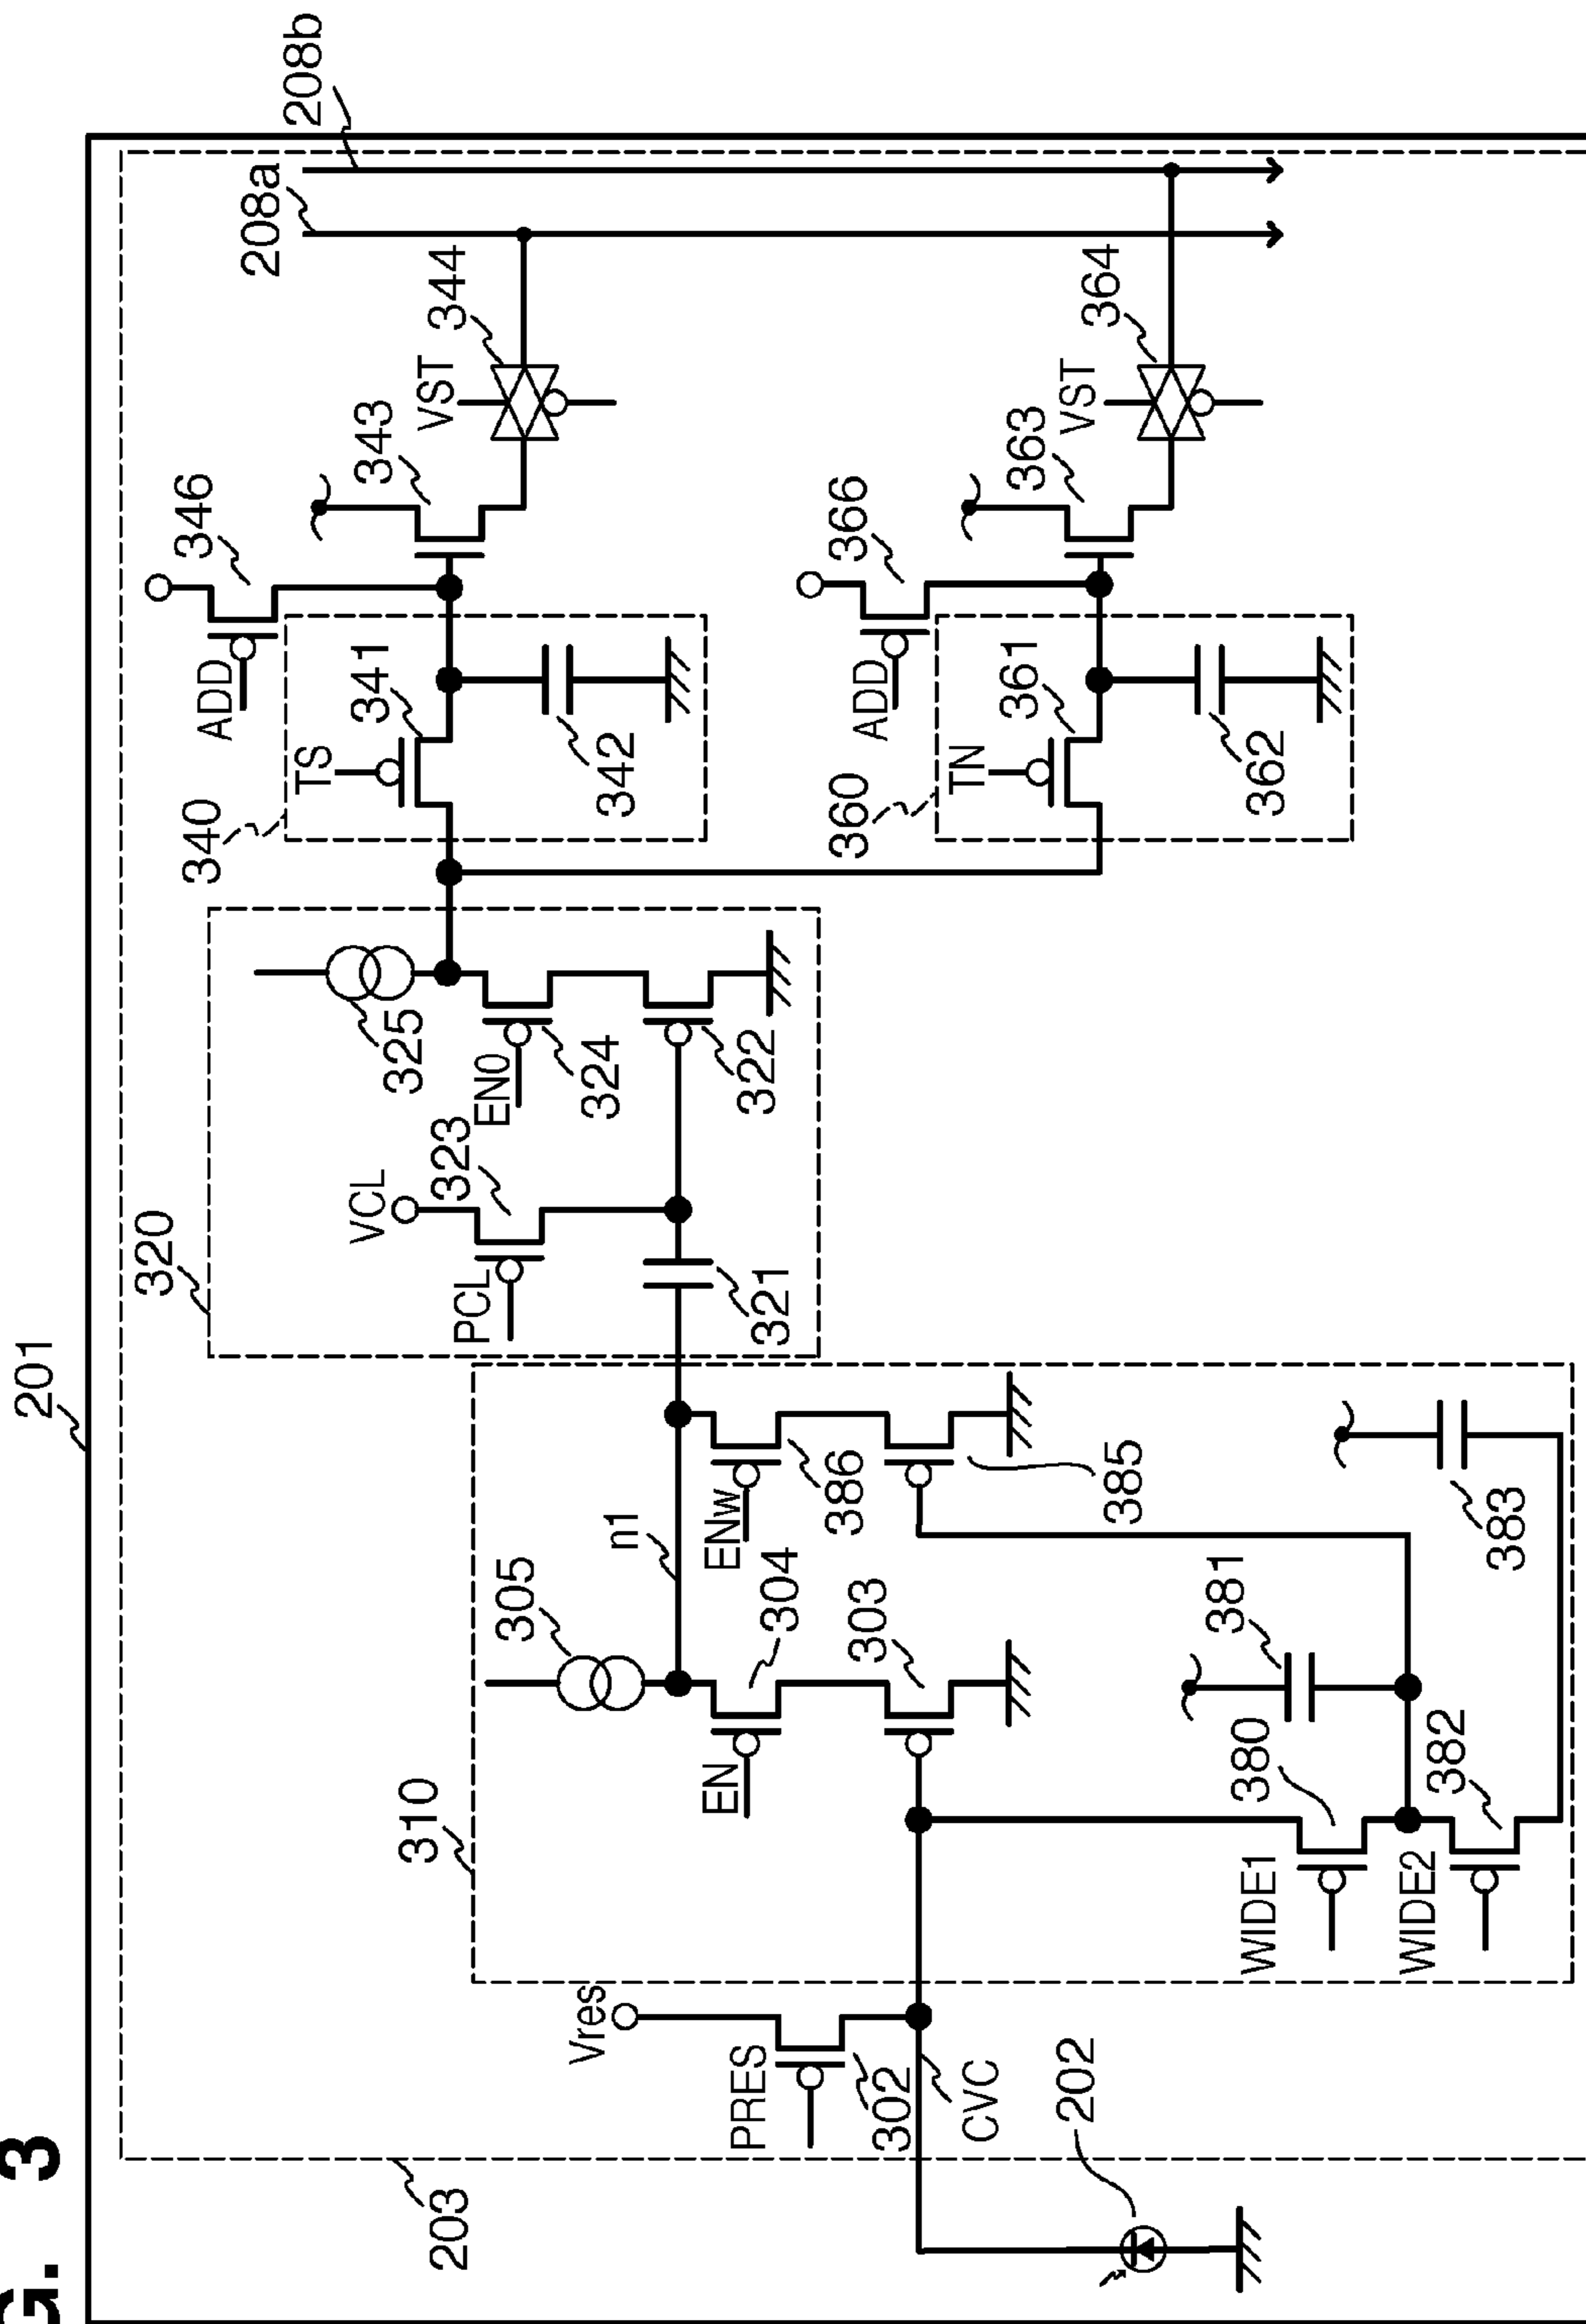 G. 3
201
203
320
340
346
208a
208b
ADD
TS
341
342
343
VST
344
VCL
323
PCL
321
325
EN0
324
322
360
ADD
366
TN
361
362
363
VST
364
310
305
n1
EN
304
303
ENw
386
385
Vres
PRES
302
CVC
202
WIDE1
380
381
WIDE2
382
383